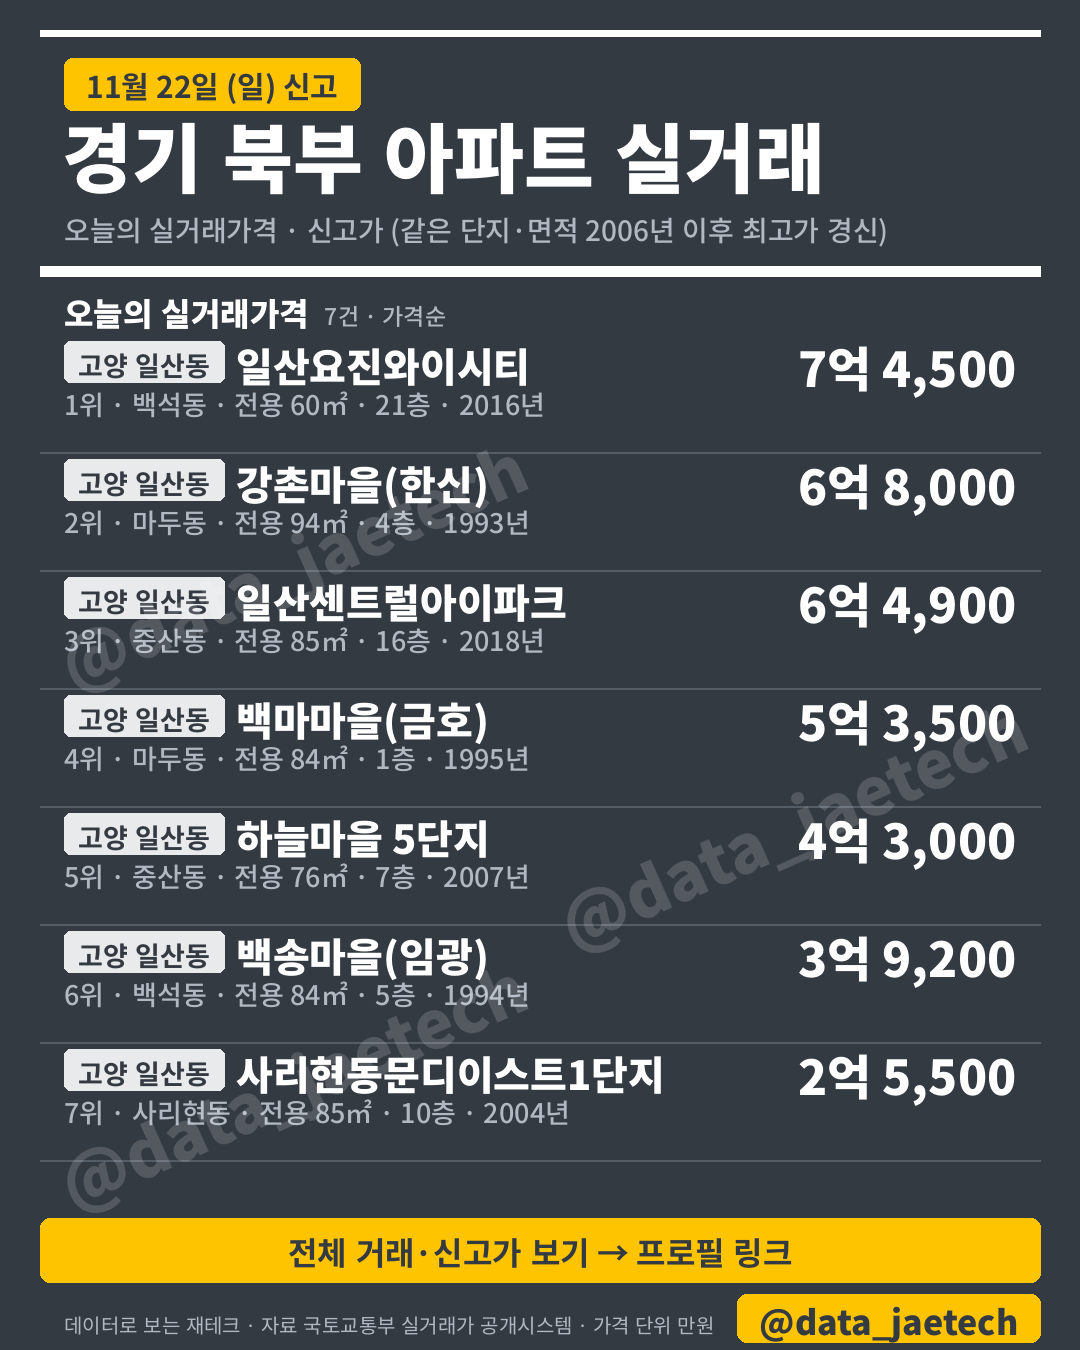 11월 22일 (일) 신고
경기 북부 아파트 실거래
오늘의 실거래가격 · 신고가 (같은 단지·면적 2006년 이후 최고가 경신)
오늘의 실거래가격 7건 · 가격순
고양 일산동 일산요진와이시티 7억 4,500
1위 · 백석동 · 전용 60㎡ · 21층 · 2016년
고양 일산동 강촌마을(한신) 6억 8,000
2위 · 마두동 · 전용 94㎡ · 4층 · 1993년
고양 일산동 일산센트럴아이파크 6억 4,900
3위 · 중산동 · 전용 85㎡ · 16층 · 2018년
고양 일산동 백마마을(금호) 5억 3,500
4위 · 마두동 · 전용 84㎡ · 1층 · 1995년
고양 일산동 하늘마을 5단지 4억 3,000
5위 · 중산동 · 전용 76㎡ · 7층 · 2007년
고양 일산동 백송마을(임광) 3억 9,200
6위 · 백석동 · 전용 84㎡ · 5층 · 1994년
고양 일산동 사리현동문디이스트1단지 2억 5,500
7위 · 사리현동 · 전용 85㎡ · 10층 · 2004년
@data_jaetech
@data_jaetech
@data_jaetech
전체 거래·신고가 보기 → 프로필 링크
데이터로 보는 재테크 · 자료 국토교통부 실거래가 공개시스템 · 가격 단위 만원
@data_jaetech